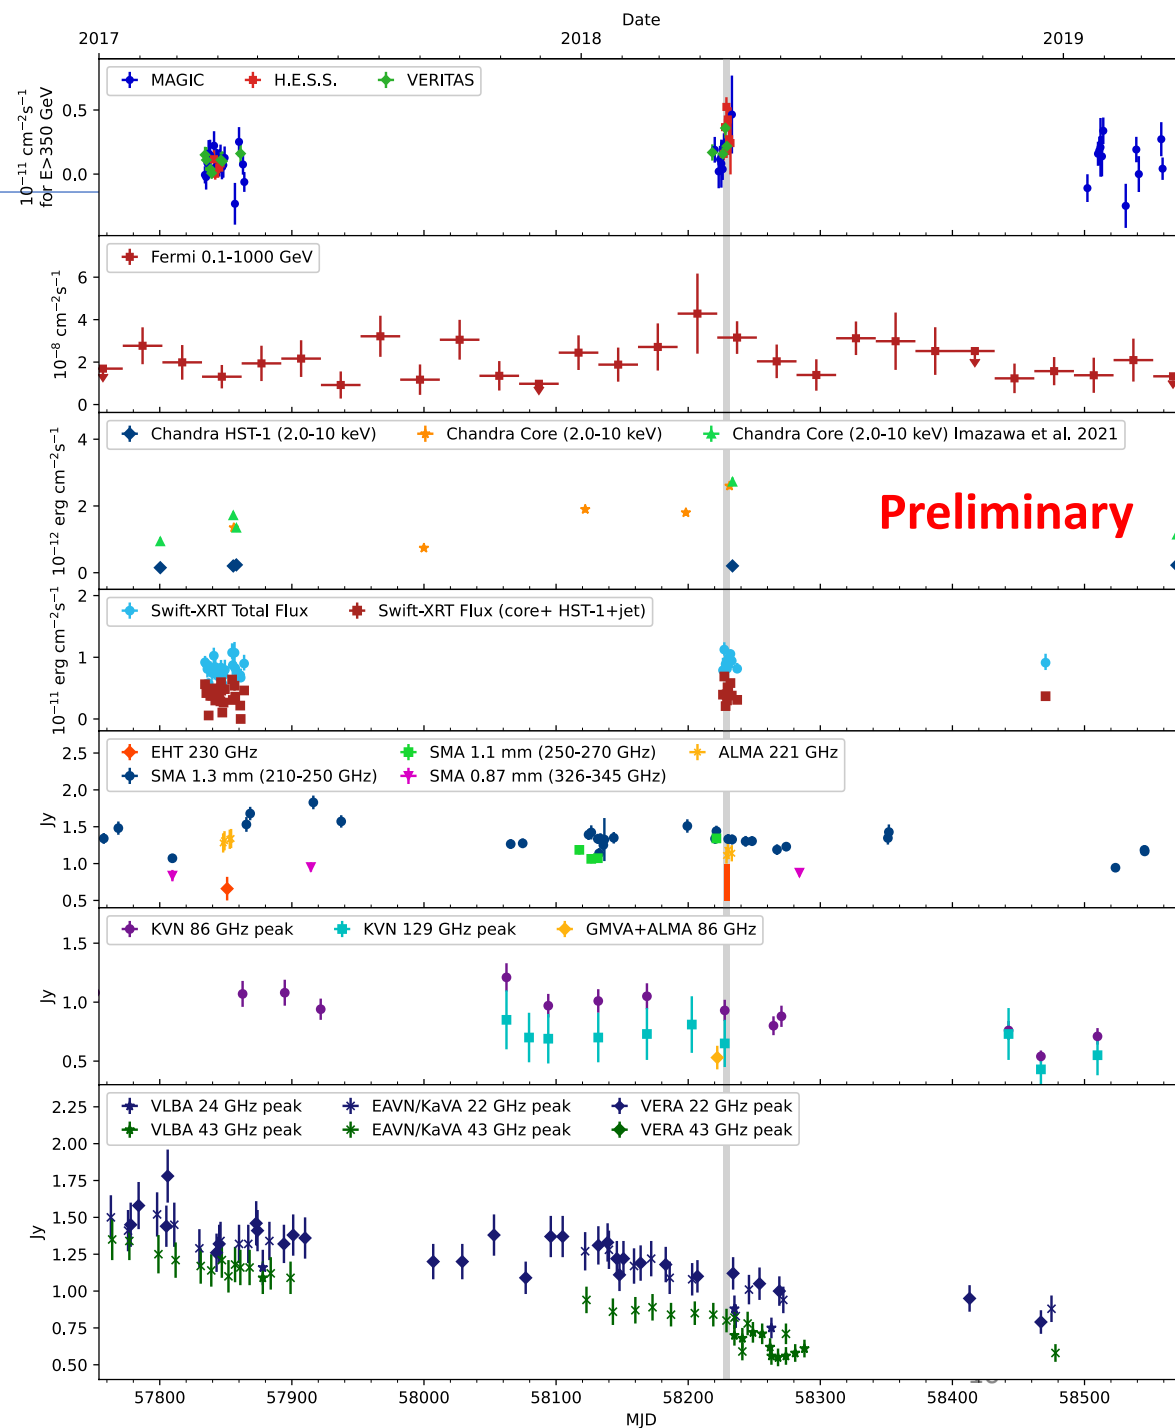 Date
2017 2018 2019
MAGIC H.E.S.S. VERITAS
10⁻¹¹ cm⁻²s⁻¹
for E>350 GeV
0.5
0.0
Fermi 0.1-1000 GeV
10⁻⁸ cm⁻²s⁻¹
6
4
2
0
Chandra HST-1 (2.0-10 keV) Chandra Core (2.0-10 keV) Chandra Core (2.0-10 keV) Imazawa et al. 2021
10⁻¹² erg cm⁻²s⁻¹
4
2
0
Preliminary
Swift-XRT Total Flux Swift-XRT Flux (core+ HST-1+jet)
10⁻¹¹ erg cm⁻²s⁻¹
2
1
0
EHT 230 GHz SMA 1.1 mm (250-270 GHz) ALMA 221 GHz
SMA 1.3 mm (210-250 GHz) SMA 0.87 mm (326-345 GHz)
Jy
2.5
2.0
1.5
1.0
0.5
KVN 86 GHz peak KVN 129 GHz peak GMVA+ALMA 86 GHz
Jy
1.5
1.0
0.5
VLBA 24 GHz peak EAVN/KaVA 22 GHz peak VERA 22 GHz peak
VLBA 43 GHz peak EAVN/KaVA 43 GHz peak VERA 43 GHz peak
Jy
2.25
2.00
1.75
1.50
1.25
1.00
0.75
0.50
57800 57900 58000 58100 58200 58300 58400 58500
MJD